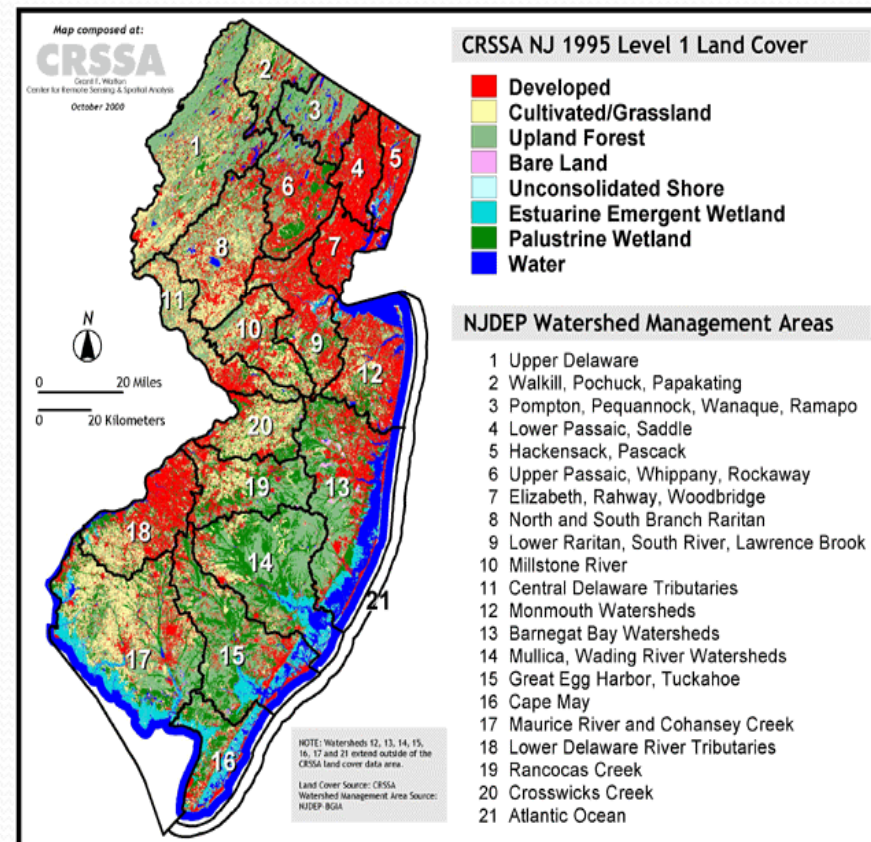 Map composed at:
CRSSA
Grant F. Walton
Center for Remote Sensing & Spatial Analysis
October 2000
CRSSA NJ 1995 Level 1 Land Cover
Developed
Cultivated/Grassland
Upland Forest
Bare Land
Unconsolidated Shore
Estuarine Emergent Wetland
Palustrine Wetland
Water
NJDEP Watershed Management Areas
1 Upper Delaware
2 Walkill, Pochuck, Papakating
3 Pompton, Pequannock, Wanaque, Ramapo
4 Lower Passaic, Saddle
5 Hackensack, Pascack
6 Upper Passaic, Whippany, Rockaway
7 Elizabeth, Rahway, Woodbridge
8 North and South Branch Raritan
9 Lower Raritan, South River, Lawrence Brook
10 Millstone River
11 Central Delaware Tributaries
12 Monmouth Watersheds
13 Barnegat Bay Watersheds
14 Mullica, Wading River Watersheds
15 Great Egg Harbor, Tuckahoe
16 Cape May
17 Maurice River and Cohansey Creek
18 Lower Delaware River Tributaries
19 Rancocas Creek
20 Crosswicks Creek
21 Atlantic Ocean
2
3
1
4
5
6
7
8
11
10
9
12
N
0 20 Miles
0 20 Kilometers
20
19
13
18
14
21
17
15
16
NOTE: Watersheds 12, 13, 14, 15,
16, 17 and 21 extend outside of the
CRSSA land cover data area.
Land Cover Source: CRSSA
Watershed Management Area Source:
NJDEP-BGIA